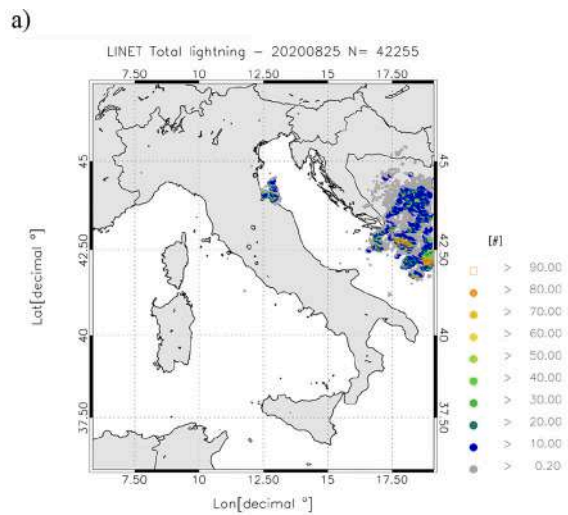 a)
LINET Total lightning - 20200825 N= 42255
7.50 10 12.50 15 17.50
45 45
42.50 42.50
40 40
37.50 37.50
7.50 10 12.50 15 17.50
Lat[decimal °]
Lon[decimal °]
[#]
> 90.00
> 80.00
> 70.00
> 60.00
> 50.00
> 40.00
> 30.00
> 20.00
> 10.00
> 0.20